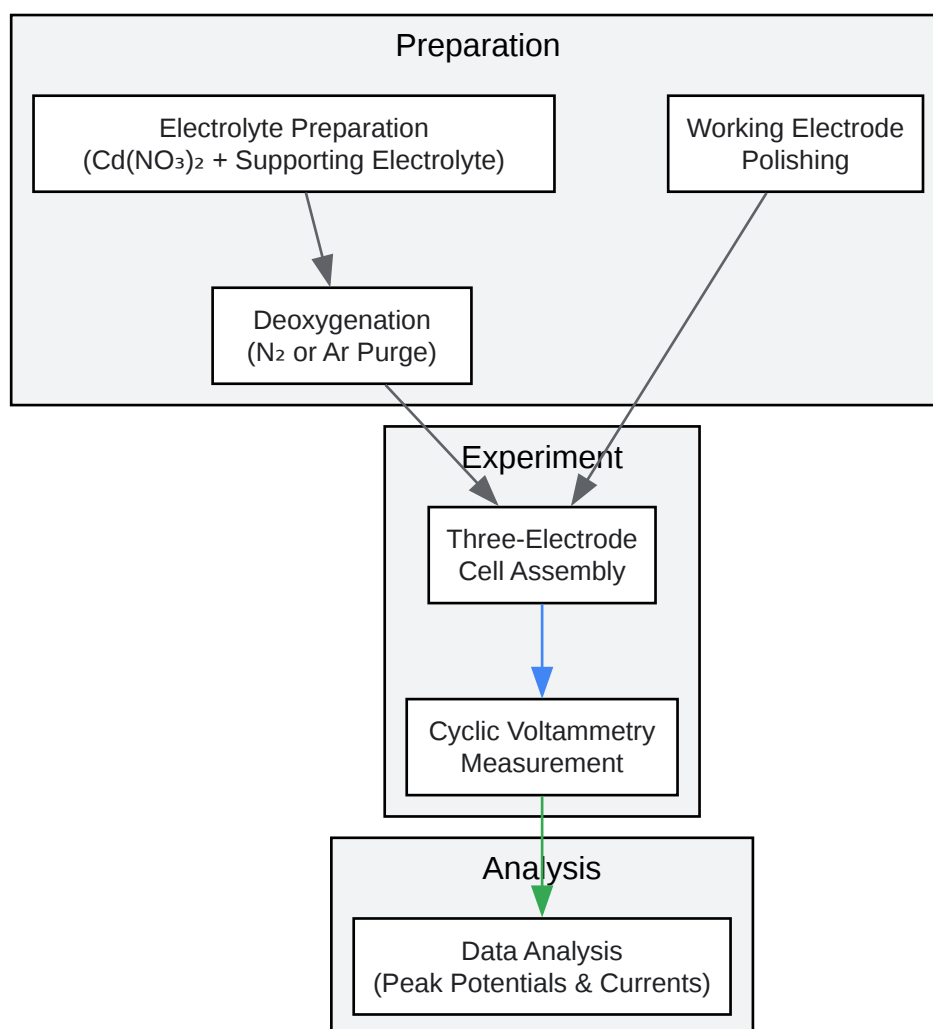 Preparation
Electrolyte Preparation
(Cd(NO₃)₂ + Supporting Electrolyte)
Working Electrode
Polishing
Deoxygenation
(N₂ or Ar Purge)
Experiment
Three-Electrode
Cell Assembly
Cyclic Voltammetry
Measurement
Analysis
Data Analysis
(Peak Potentials & Currents)